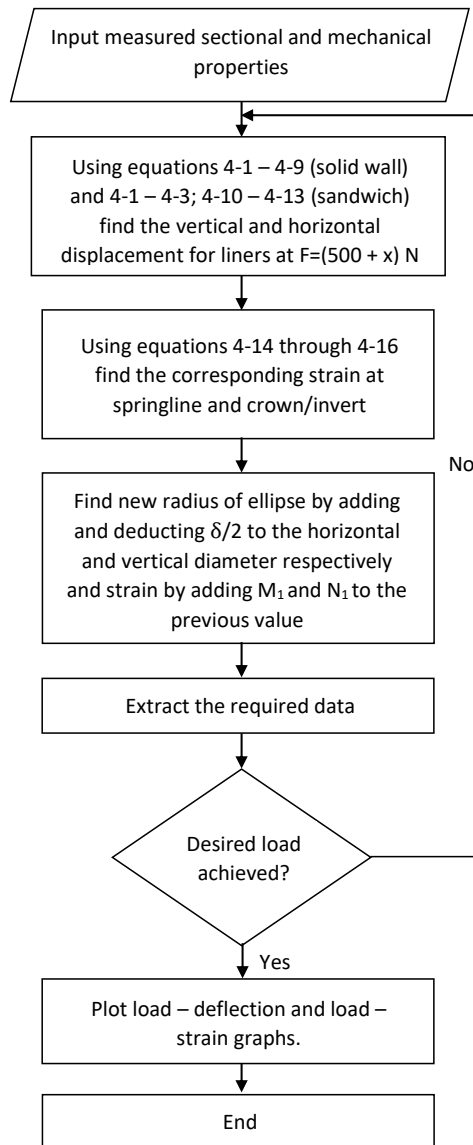 Input measured sectional and mechanical
properties
Using equations 4-1 – 4-9 (solid wall)
and 4-1 – 4-3; 4-10 – 4-13 (sandwich)
find the vertical and horizontal
displacement for liners at F=(500 + x) N
Using equations 4-14 through 4-16
find the corresponding strain at
springline and crown/invert
No
Find new radius of ellipse by adding
and deducting δ/2 to the horizontal
and vertical diameter respectively
and strain by adding M₁ and N₁ to the
previous value
Extract the required data
Desired load
achieved?
Yes
Plot load – deflection and load –
strain graphs.
End